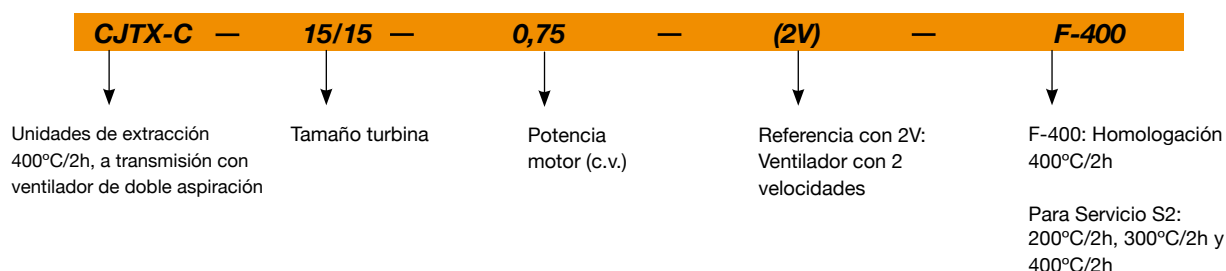 CJTX-C — 15/15 — 0,75 — (2V) — F-400
Unidades de extracción
400ºC/2h, a transmisión con
ventilador de doble aspiración
Tamaño turbina
Potencia
motor (c.v.)
Referencia con 2V:
Ventilador con 2
velocidades
F-400: Homologación
400ºC/2h
Para Servicio S2:
200ºC/2h, 300ºC/2h y
400ºC/2h